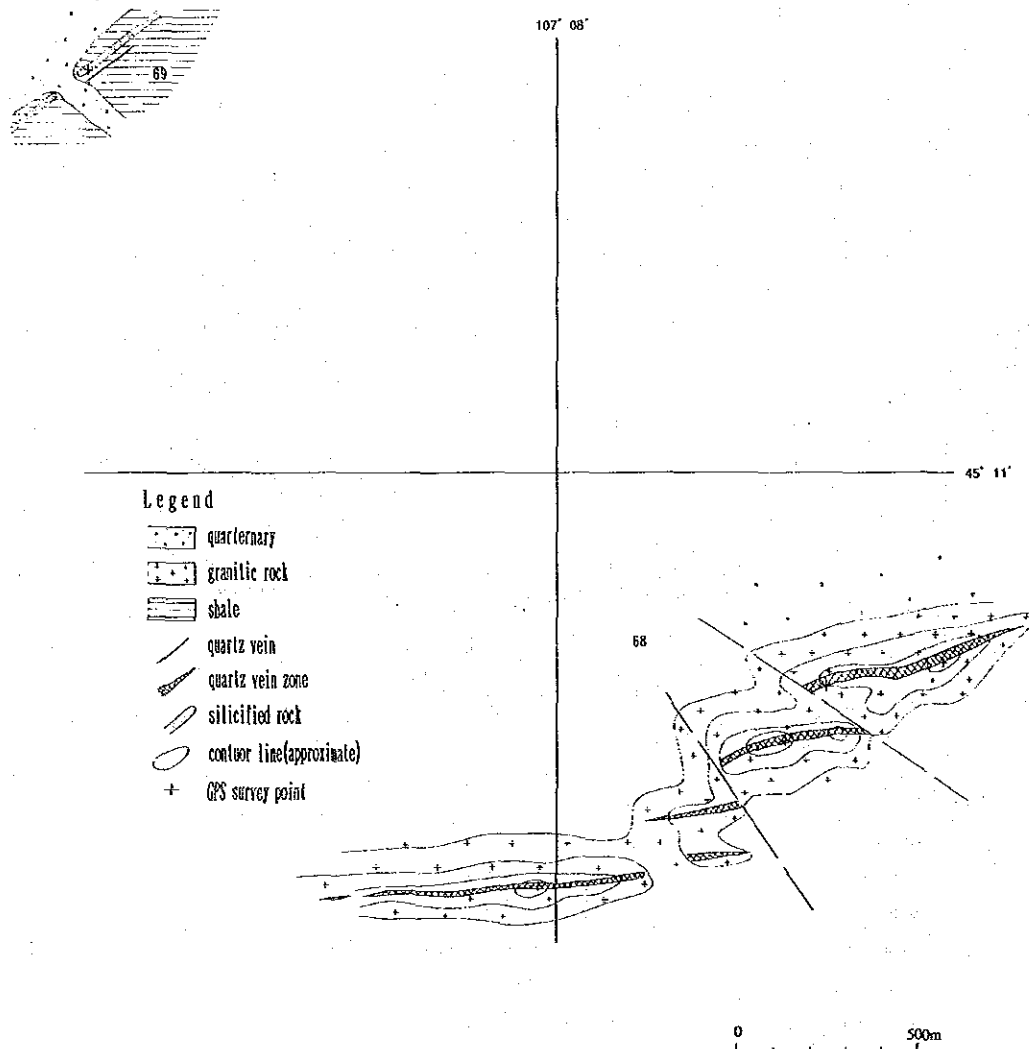 107° 08'
69
45° 11'
Legend
quarternary
granitic rock
shale
quartz vein
quartz vein zone
silicified rock
contuor line(approximate)
GPS survey point
68
0 500m